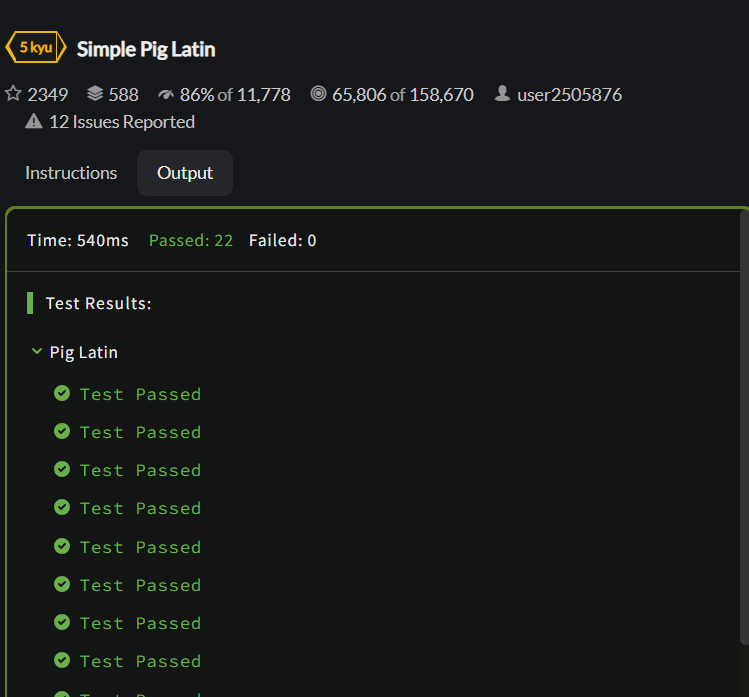 5 kyu Simple Pig Latin
2349 588 86% of 11,778 65,806 of 158,670 user2505876
12 Issues Reported
Instructions Output
Time: 540ms Passed: 22 Failed: 0
Test Results:
Pig Latin
Test Passed
Test Passed
Test Passed
Test Passed
Test Passed
Test Passed
Test Passed
Test Passed